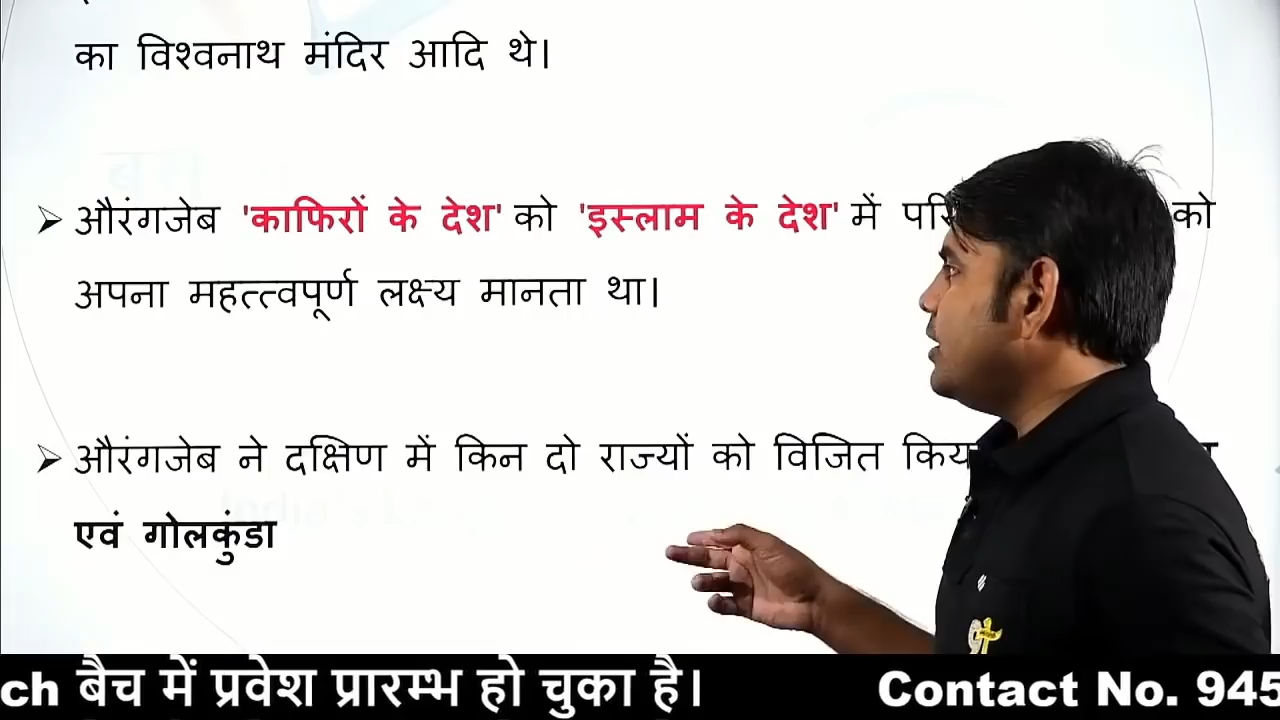 का विश्वनाथ मंदिर आदि थे।
➢ औरंगजेब 'काफिरों के देश' को 'इस्लाम के देश' में को
अपना महत्त्वपूर्ण लक्ष्य मानता था।
➢ औरंगजेब ने दक्षिण में किन दो राज्यों को विजित
एवं गोलकुंडा
ch बैच में प्रवेश प्रारम्भ हो चुका है। Contact No. 945